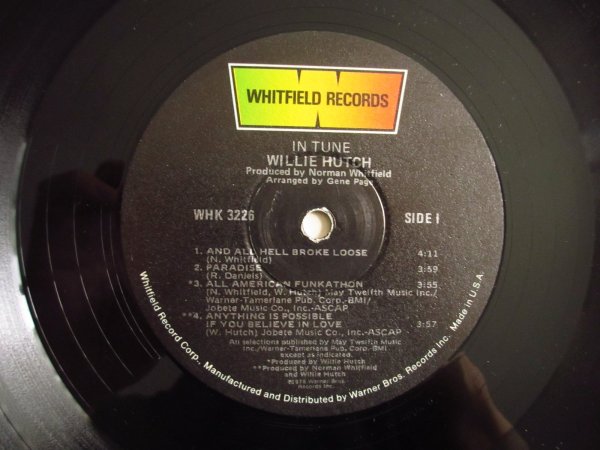 WHITFIELD RECORDS
IN TUNE
WILLIE HUTCH
Produced by Norman Whitfield
Arranged by Gene Page
WHK 3226 SIDE 1
1. AND ALL HELL BROKE LOOSE 4:11
(N. Whitfield)
2. PARADISE 3:59
(R. Daniels)
*3. ALL AMERICAN FUNKATHON 3:55
(N. Whitfield, W. Hutch) May Twelfth Music Inc./
Warner-Tamerlane Pub. Corp.-BMI/
Jobete Music Co., Inc.-ASCAP
**4. ANYTHING IS POSSIBLE
IF YOU BELIEVE IN LOVE 3:57
(W. Hutch) Jobete Music Co., Inc.-ASCAP
All selections published by May Twelfth Music
Inc./Warner-Tamerlane Pub. Corp.-BMI
except as indicated.
*Produced by Willie Hutch
**Produced by Norman Whitfield
and Willie Hutch
©1978 Warner Bros.
Records Inc.
Whitfield Record Corp., Manufactured and Distributed by Warner Bros. Records Inc. Made in U.S.A.